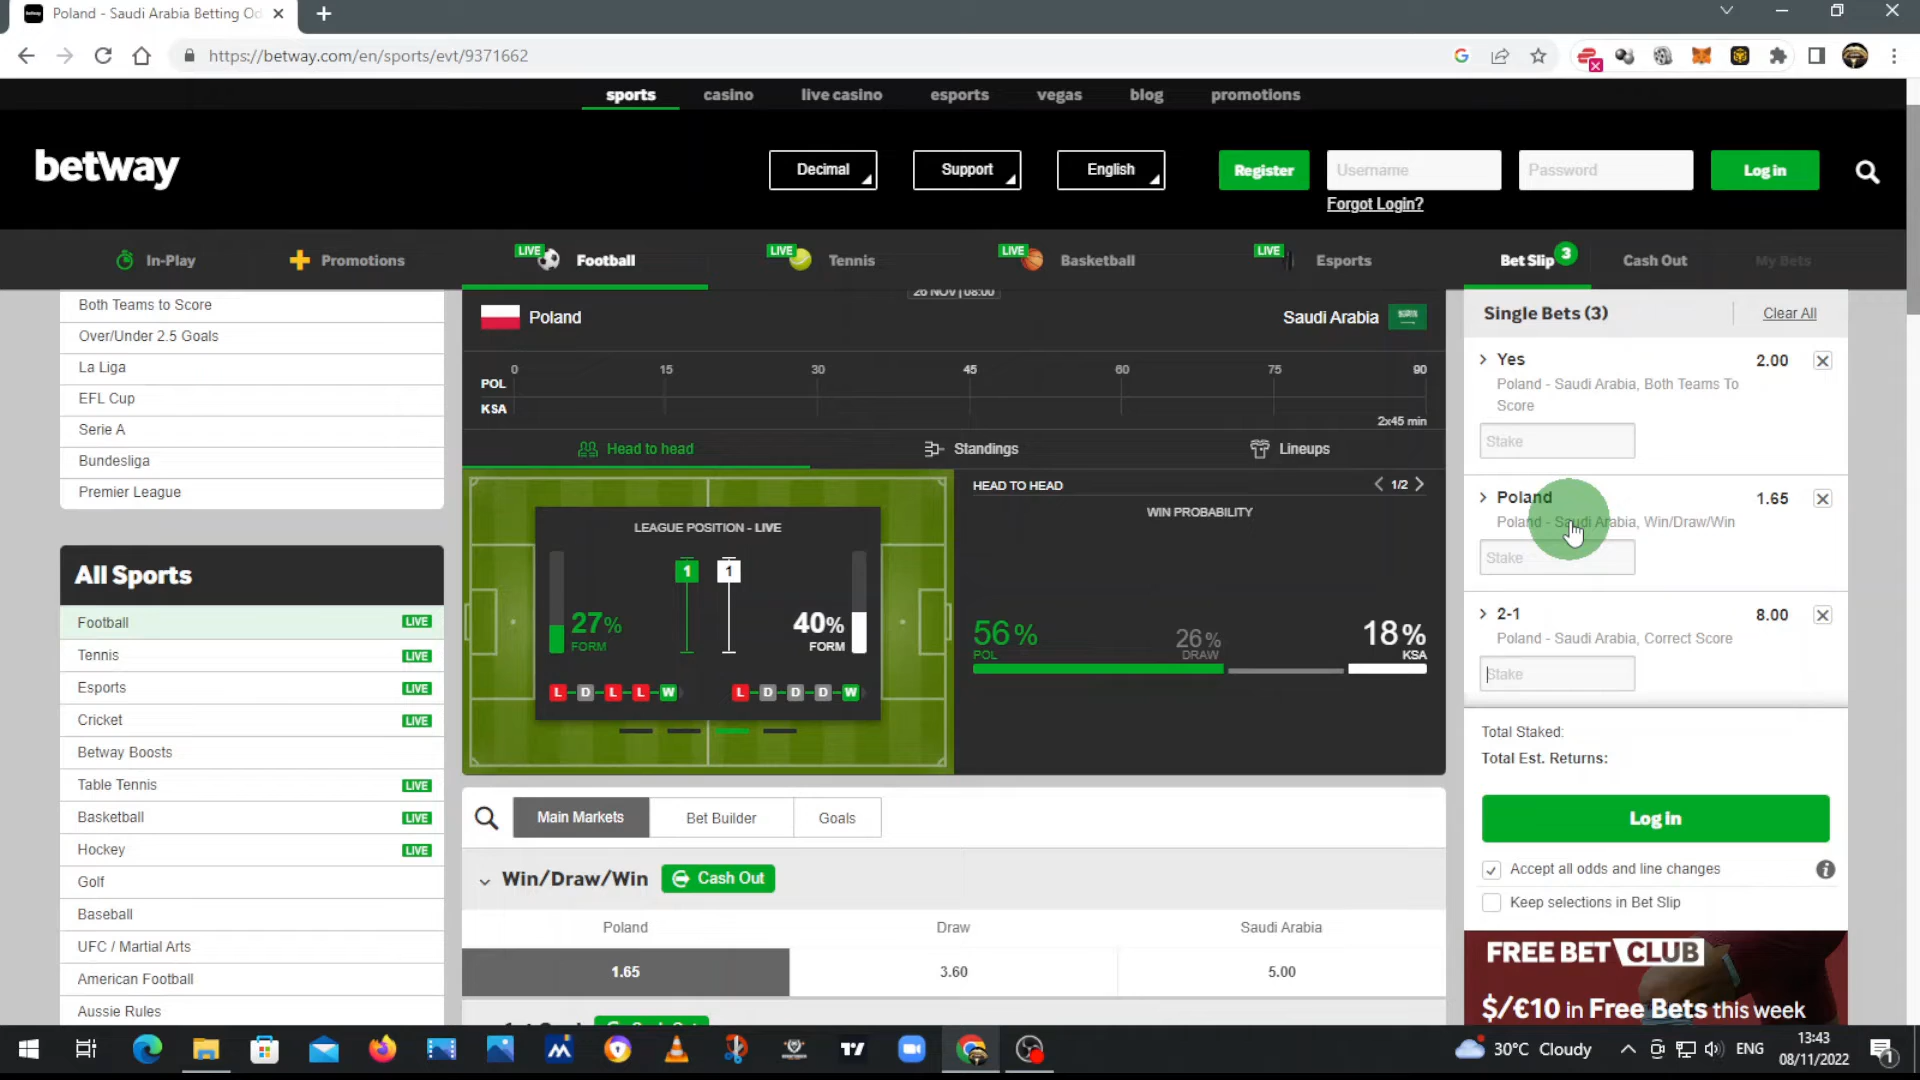 Poland - Saudi Arabia Betting Od
https://betway.com/en/sports/evt/9371662
sports
casino
live casino
esports
vegas
blog
promotions
betway
Decimal
Support
English
Register
Username
Password
Log in
Forgot Login?
In-Play
Promotions
LIVE
Football
LIVE
Tennis
LIVE
Basketball
LIVE
Esports
Bet Slip
3
Cash Out
My Bets
Both Teams to Score
Over/Under 2.5 Goals
La Liga
EFL Cup
Serie A
Bundesliga
Premier League
All Sports
Football LIVE
Tennis LIVE
Esports LIVE
Cricket LIVE
Betway Boosts
Table Tennis LIVE
Basketball LIVE
Hockey LIVE
Golf
Baseball
UFC / Martial Arts
American Football
Aussie Rules
26 NOV | 08:00
Poland
Saudi Arabia
0 15 30 45 60 75 90
POL
KSA
2x45 min
Head to head
Standings
Lineups
LEAGUE POSITION - LIVE
1 1
27%
FORM
40%
FORM
L D L L W
L D D D W
HEAD TO HEAD
1/2
WIN PROBABILITY
56%
POL
26%
DRAW
18%
KSA
Main Markets
Bet Builder
Goals
Win/Draw/Win
Cash Out
Poland
Draw
Saudi Arabia
1.65
3.60
5.00
Single Bets (3)
Clear All
Yes 2.00
Poland - Saudi Arabia, Both Teams To
Score
Stake
Poland 1.65
Poland - Saudi Arabia, Win/Draw/Win
Stake
2-1 8.00
Poland - Saudi Arabia, Correct Score
Stake
Total Staked:
Total Est. Returns:
Log in
Accept all odds and line changes
Keep selections in Bet Slip
FREE BET CLUB
$/€10 in Free Bets this week
30°C Cloudy
ENG
13:43
08/11/2022
1